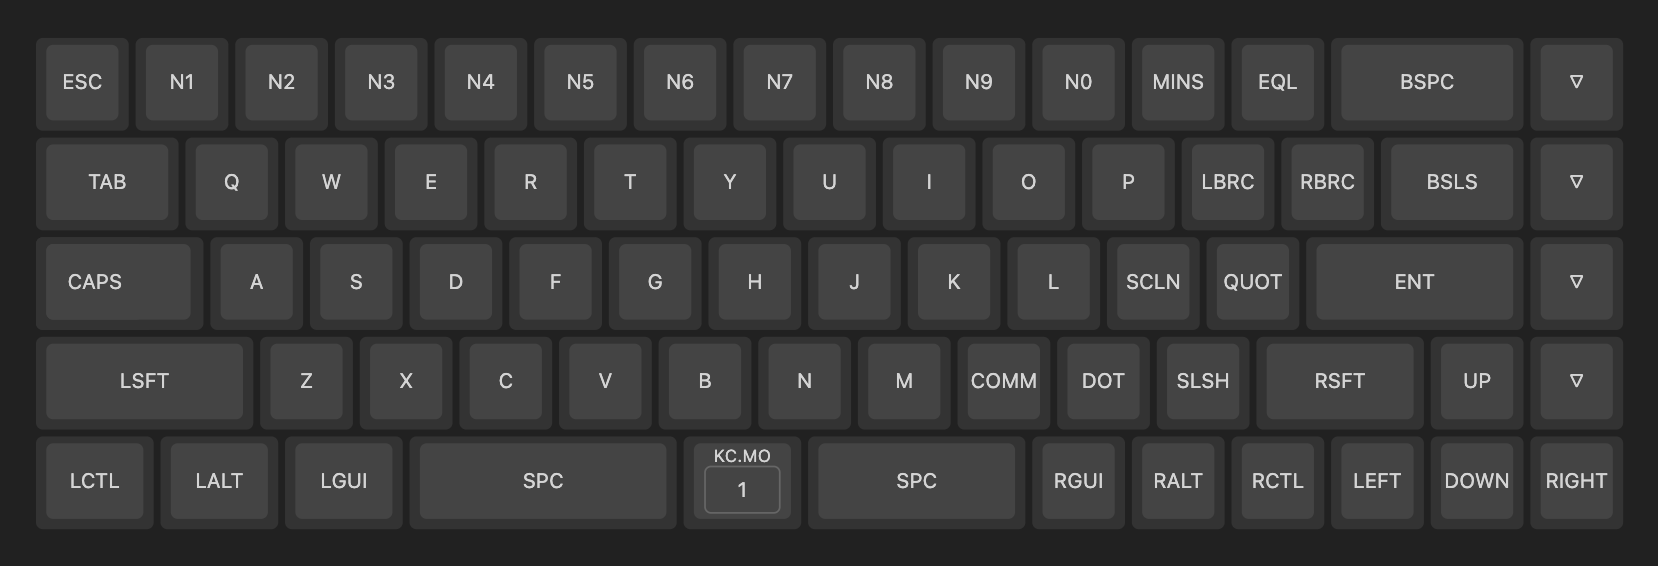 ESC N1 N2 N3 N4 N5 N6 N7 N8 N9 N0 MINS EQL BSPC ▽
TAB Q W E R T Y U I O P LBRC RBRC BSLS ▽
CAPS A S D F G H J K L SCLN QUOT ENT ▽
LSFT Z X C V B N M COMM DOT SLSH RSFT UP ▽
LCTL LALT LGUI SPC KC.MO 1 SPC RGUI RALT RCTL LEFT DOWN RIGHT